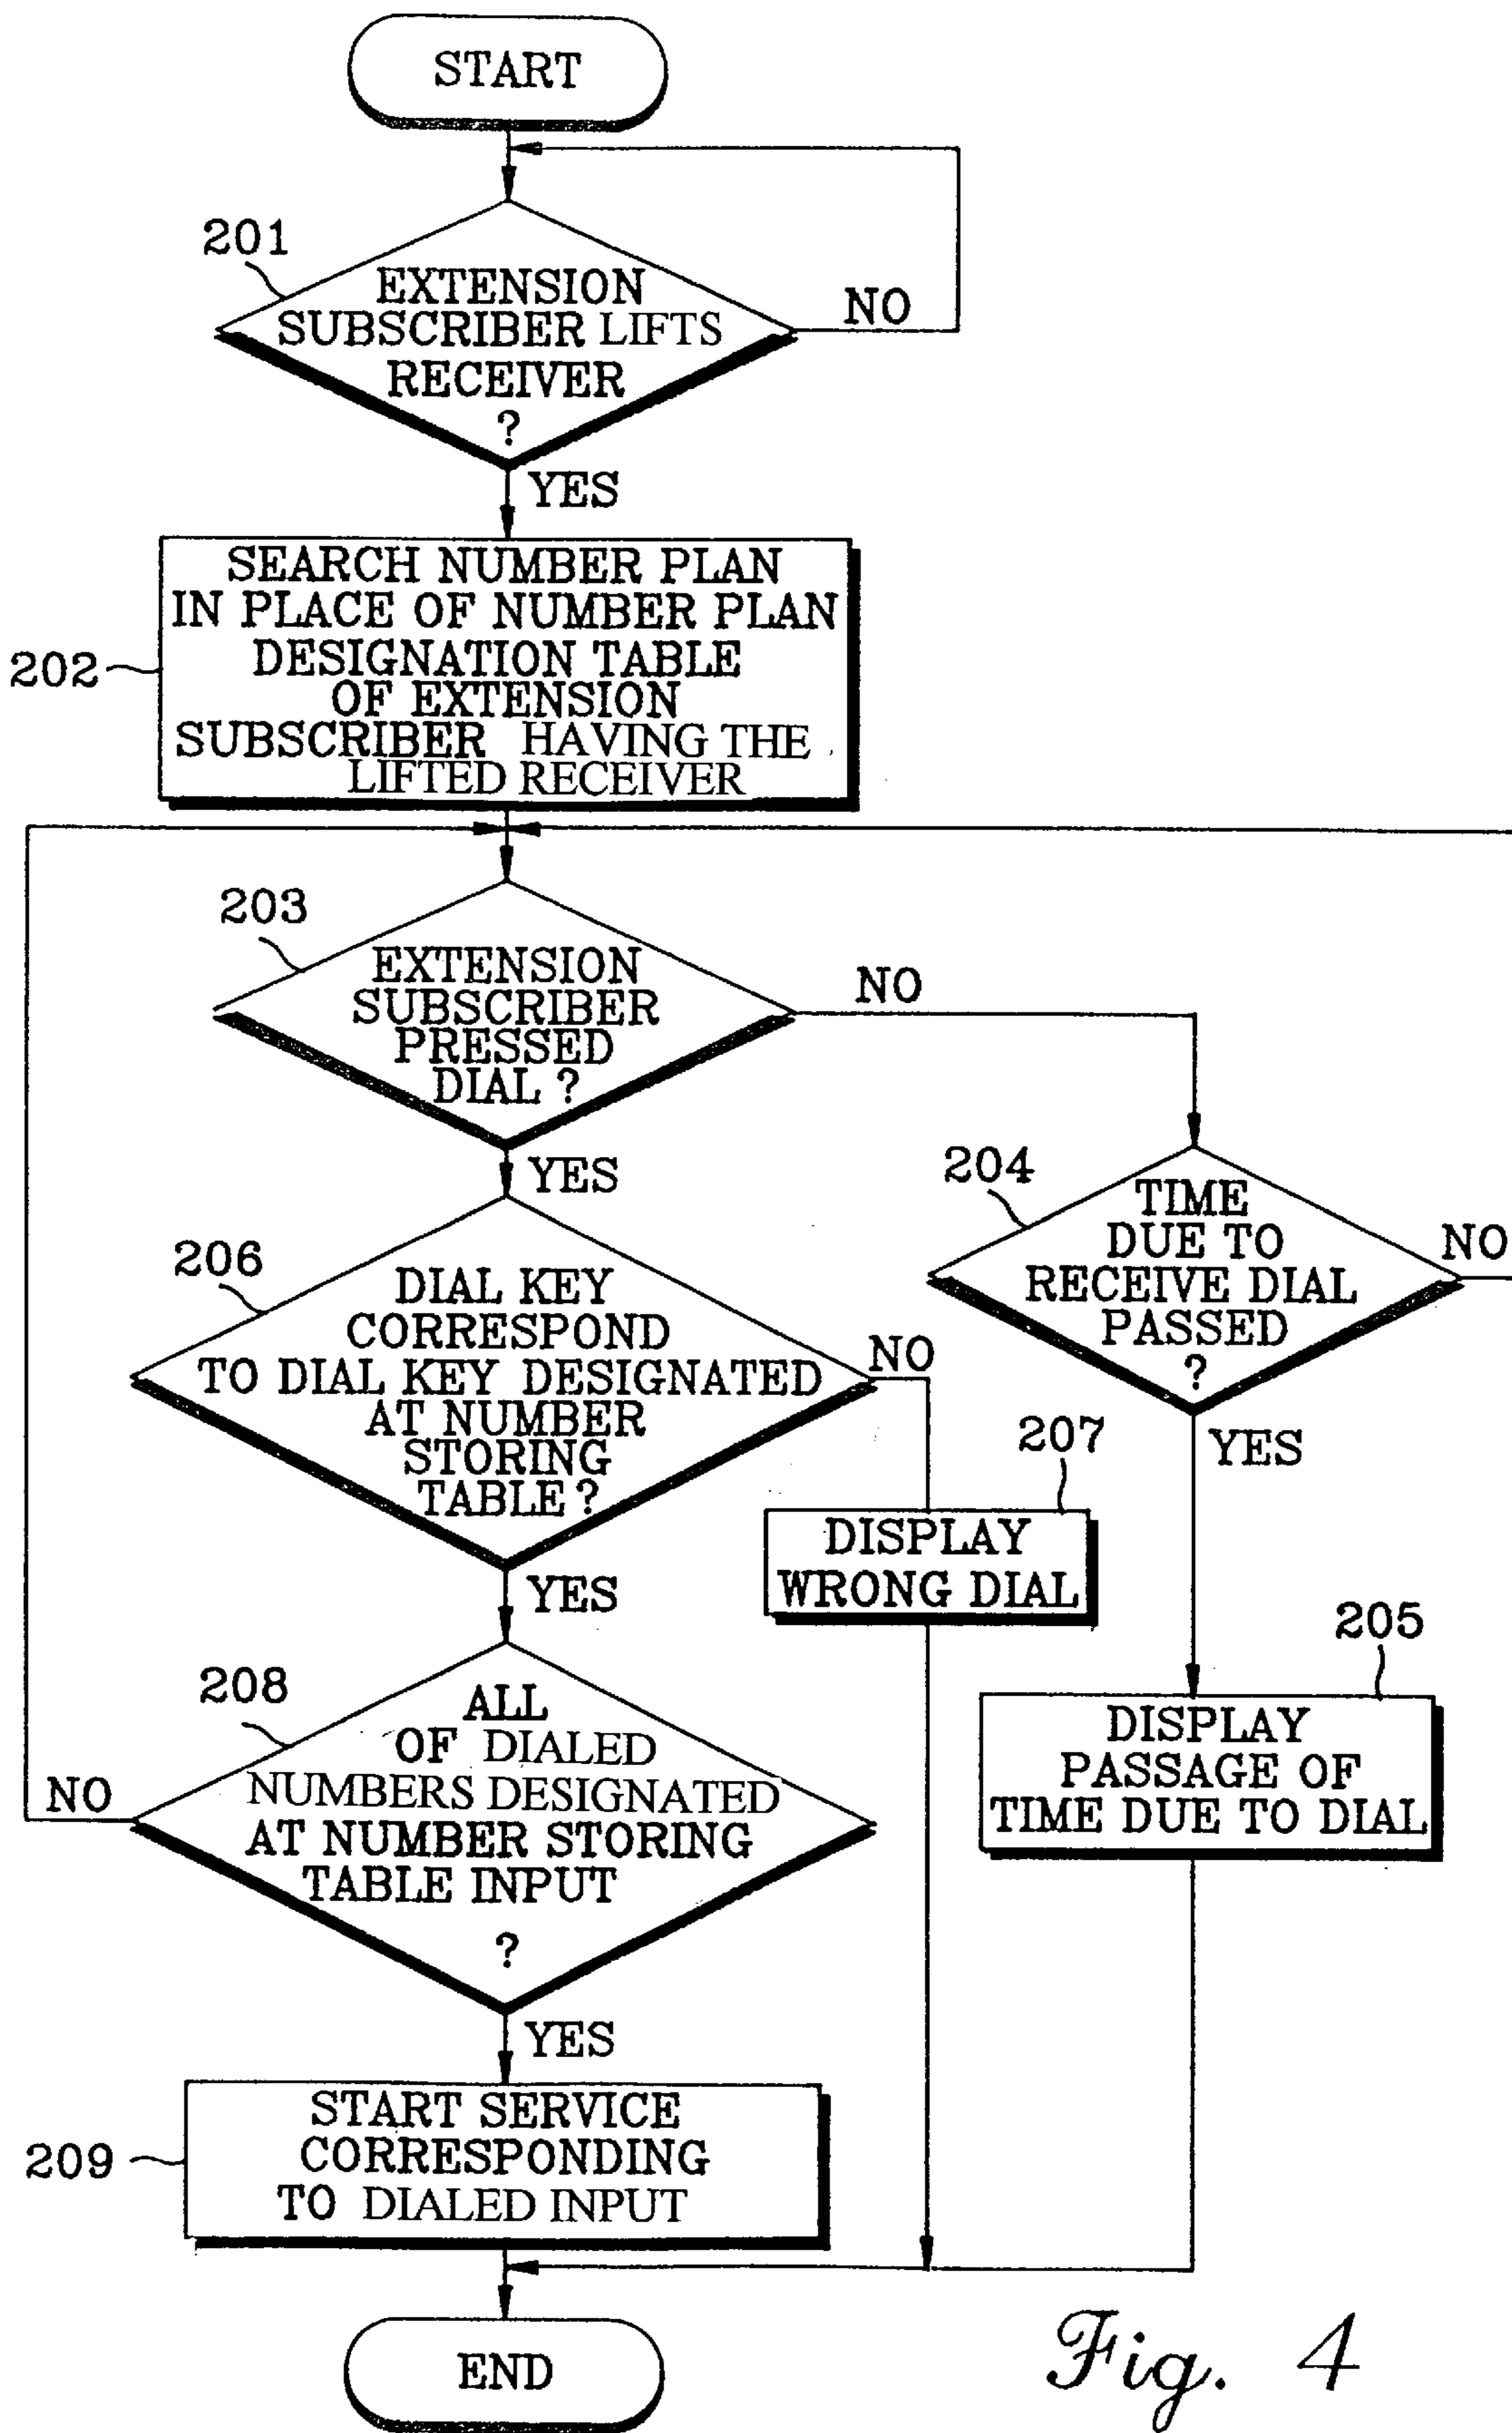 START
201
EXTENSION
SUBSCRIBER LIFTS
RECEIVER
?
NO
YES
202
SEARCH NUMBER PLAN
IN PLACE OF NUMBER PLAN
DESIGNATION TABLE
OF EXTENSION
SUBSCRIBER HAVING THE
LIFTED RECEIVER
203
EXTENSION
SUBSCRIBER
PRESSED
DIAL ?
NO
YES
204
TIME
DUE TO
RECEIVE DIAL
PASSED
?
NO
YES
206
DIAL KEY
CORRESPOND
TO DIAL KEY DESIGNATED
AT NUMBER
STORING
TABLE ?
NO
YES
207
DISPLAY
WRONG DIAL
205
DISPLAY
PASSAGE OF
TIME DUE TO DIAL
208
ALL
OF DIALED
NUMBERS DESIGNATED
AT NUMBER STORING
TABLE INPUT
?
NO
YES
209
START SERVICE
CORRESPONDING
TO DIALED INPUT
END
Fig. 4